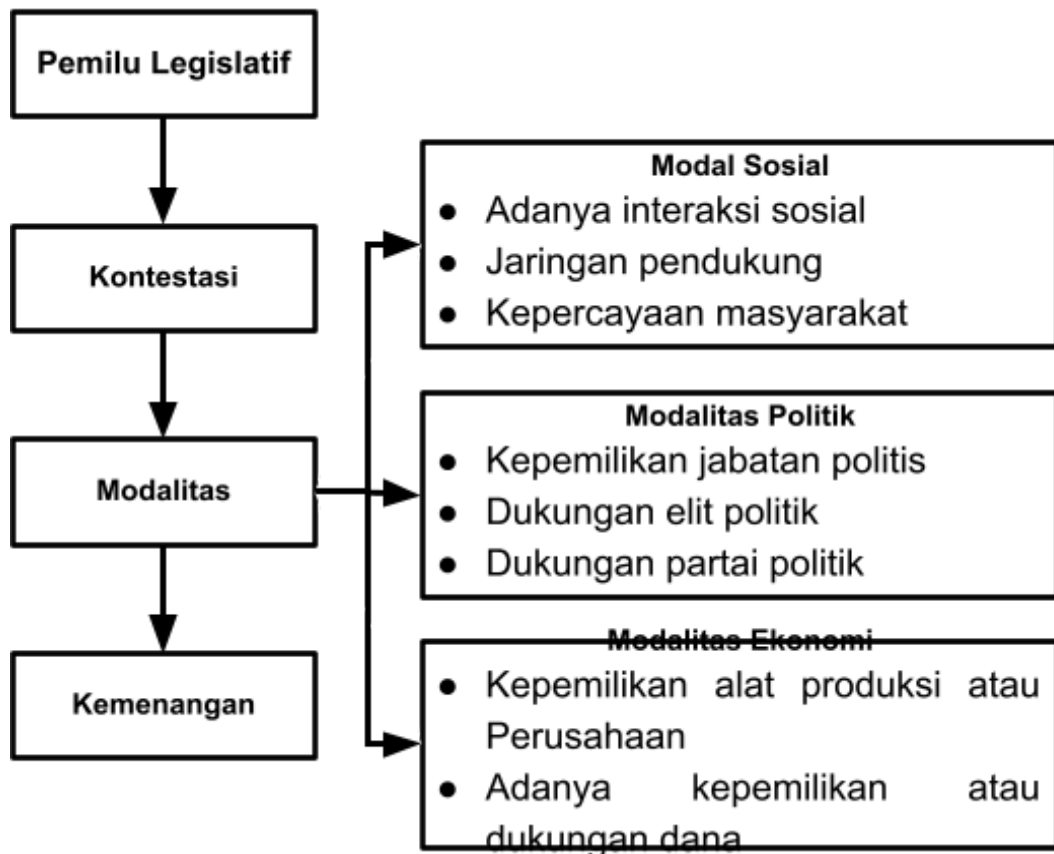 Pemilu Legislatif
Kontestasi
Modalitas
Kemenangan
Modal Sosial
● Adanya interaksi sosial
● Jaringan pendukung
● Kepercayaan masyarakat
Modalitas Politik
● Kepemilikan jabatan politis
● Dukungan elit politik
● Dukungan partai politik
Modalitas Ekonomi
● Kepemilikan alat produksi atau
Perusahaan
● Adanya kepemilikan atau
dukungan dana